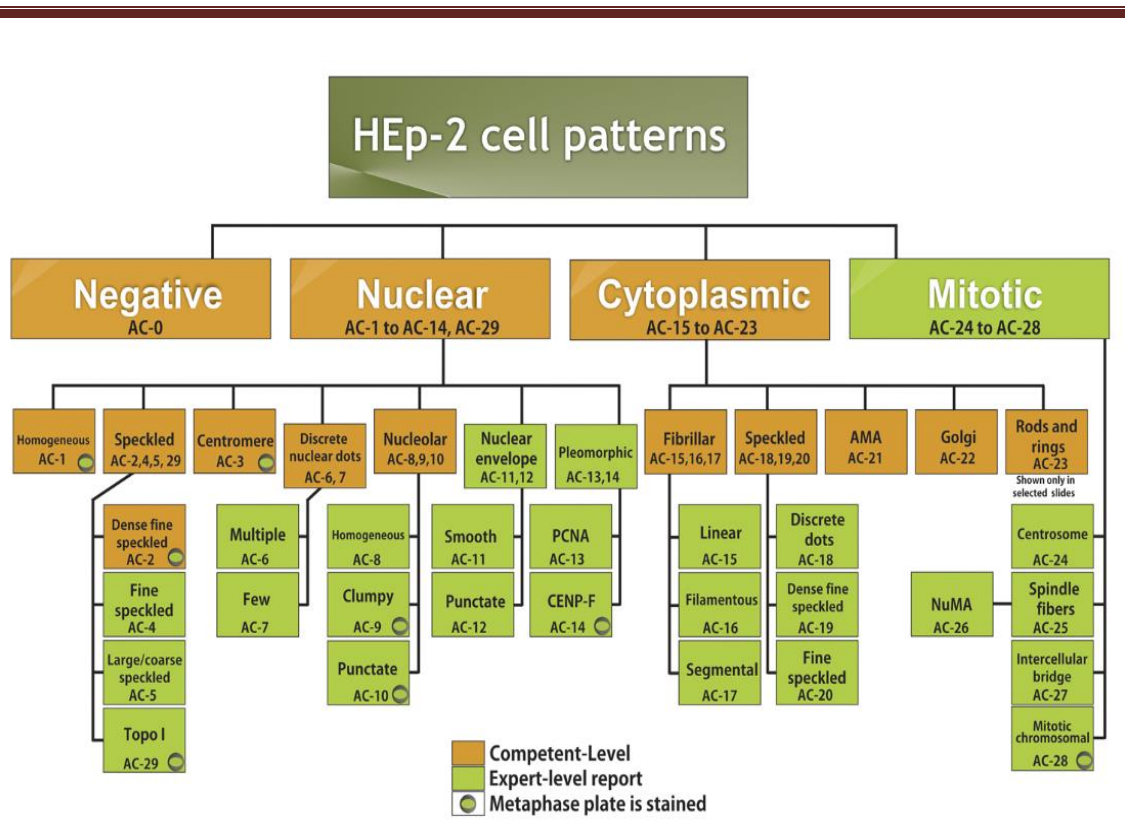 HEp-2 cell patterns
Negative
AC-0
Nuclear
AC-1 to AC-14, AC-29
Cytoplasmic
AC-15 to AC-23
Mitotic
AC-24 to AC-28
Homogeneous
AC-1
Speckled
AC-2,4,5, 29
Centromere
AC-3
Discrete
nuclear dots
AC-6, 7
Nucleolar
AC-8,9,10
Nuclear
envelope
AC-11,12
Pleomorphic
AC-13,14
Fibrillar
AC-15,16,17
Speckled
AC-18,19,20
AMA
AC-21
Golgi
AC-22
Rods and
rings
AC-23
Shown only in
selected slides
Dense fine
speckled
AC-2
Fine
speckled
AC-4
Large/coarse
speckled
AC-5
Topo I
AC-29
Multiple
AC-6
Few
AC-7
Homogeneous
AC-8
Clumpy
AC-9
Punctate
AC-10
Smooth
AC-11
Punctate
AC-12
PCNA
AC-13
CENP-F
AC-14
Linear
AC-15
Filamentous
AC-16
Segmental
AC-17
Discrete
dots
AC-18
Dense fine
speckled
AC-19
Fine
speckled
AC-20
Centrosome
AC-24
Spindle
fibers
AC-25
NuMA
AC-26
Intercellular
bridge
AC-27
Mitotic
chromosomal
AC-28
Competent-Level
Expert-level report
Metaphase plate is stained